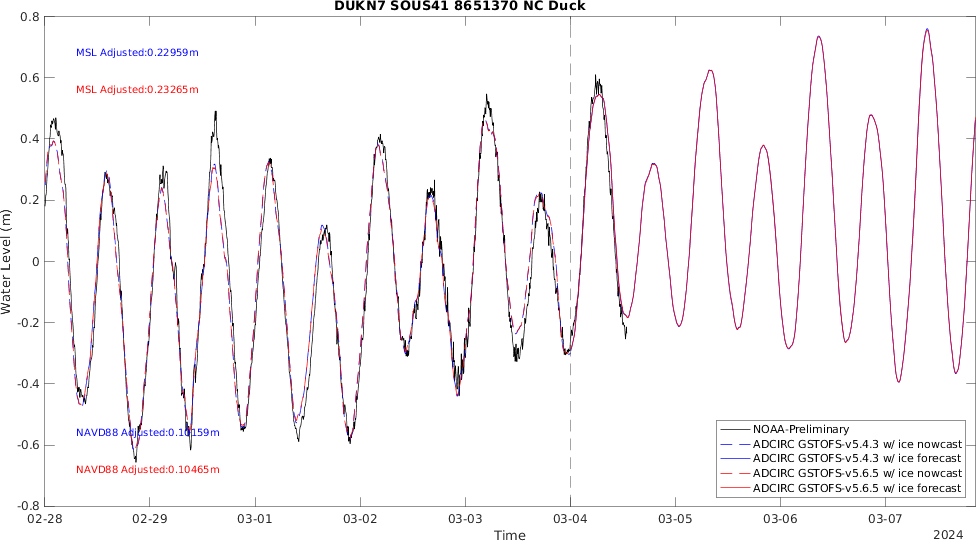 DUKN7 SOUS41 8651370 NC Duck
0.8
0.6
0.4
0.2
0
-0.2
-0.4
-0.6
-0.8
Water Level (m)
MSL Adjusted:0.22959m
MSL Adjusted:0.23265m
NAVD88 Adjusted:0.10159m
NAVD88 Adjusted:0.10465m
NOAA-Preliminary
ADCIRC GSTOFS-v5.4.3 w/ ice nowcast
ADCIRC GSTOFS-v5.4.3 w/ ice forecast
ADCIRC GSTOFS-v5.6.5 w/ ice nowcast
ADCIRC GSTOFS-v5.6.5 w/ ice forecast
02-28 02-29 03-01 03-02 03-03 03-04 03-05 03-06 03-07
Time
2024